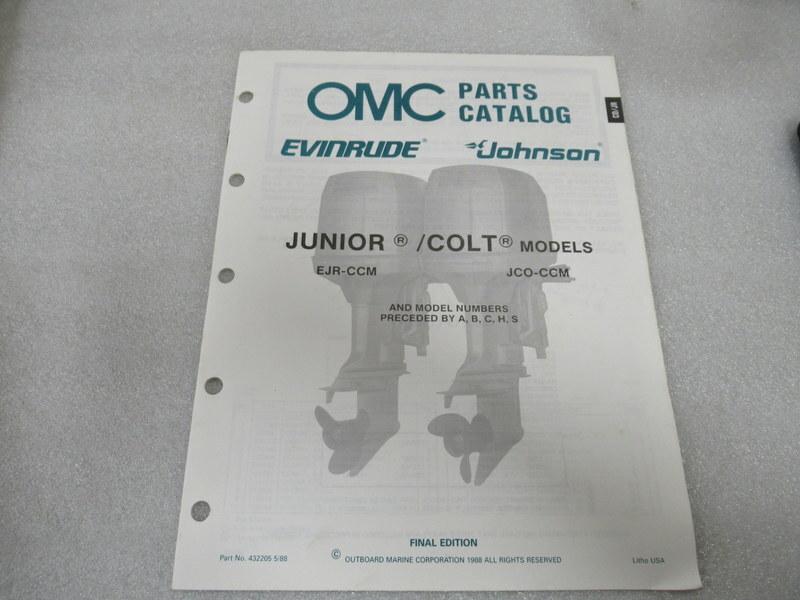 OMC PARTS
CATALOG
EVINRUDE® Johnson®
JUNIOR ® /COLT® MODELS
EJR-CCM JCO-CCM
AND MODEL NUMBERS
PRECEDED BY A, B, C, H, S
FINAL EDITION
Part No. 432205 5/88 © OUTBOARD MARINE CORPORATION 1988 ALL RIGHTS RESERVED Litho USA